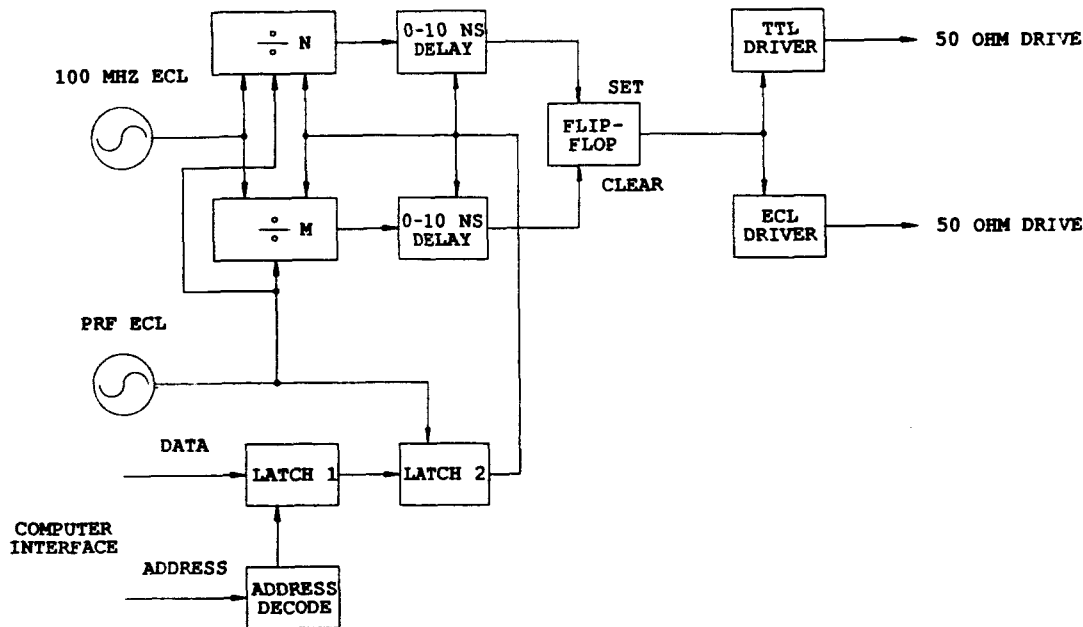 ÷ N
0-10 NS
DELAY
TTL
DRIVER
50 OHM DRIVE
100 MHZ ECL
SET
FLIP-
FLOP
CLEAR
÷ M
0-10 NS
DELAY
ECL
DRIVER
50 OHM DRIVE
PRF ECL
DATA
LATCH 1
LATCH 2
COMPUTER
INTERFACE
ADDRESS
ADDRESS
DECODE